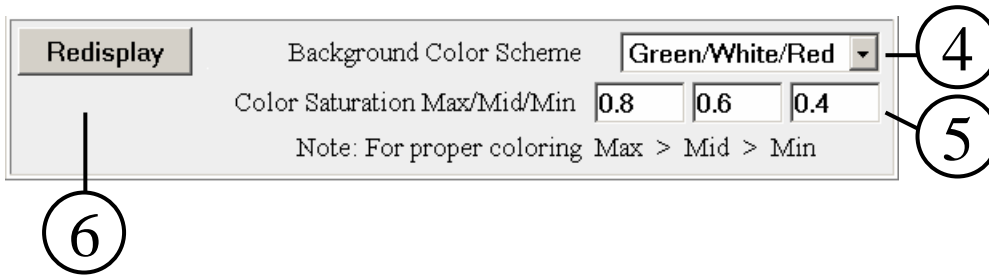 Redisplay Background Color Scheme Green/White/Red 4
Color Saturation Max/Mid/Min 0.8 0.6 0.4 5
Note: For proper coloring Max > Mid > Min
6